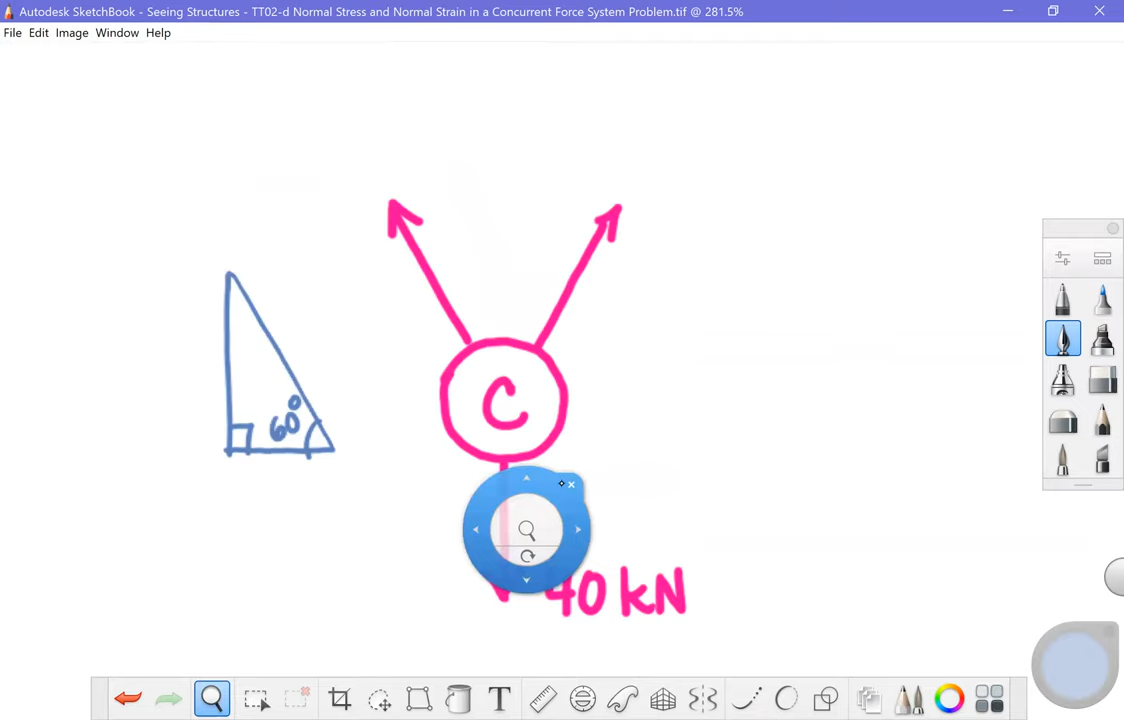 Autodesk SketchBook - Seeing Structures - TT02-d Normal Stress and Normal Strain in a Concurrent Force System Problem.tif @ 281.5%
File Edit Image Window Help
60°
C
40 kN
T